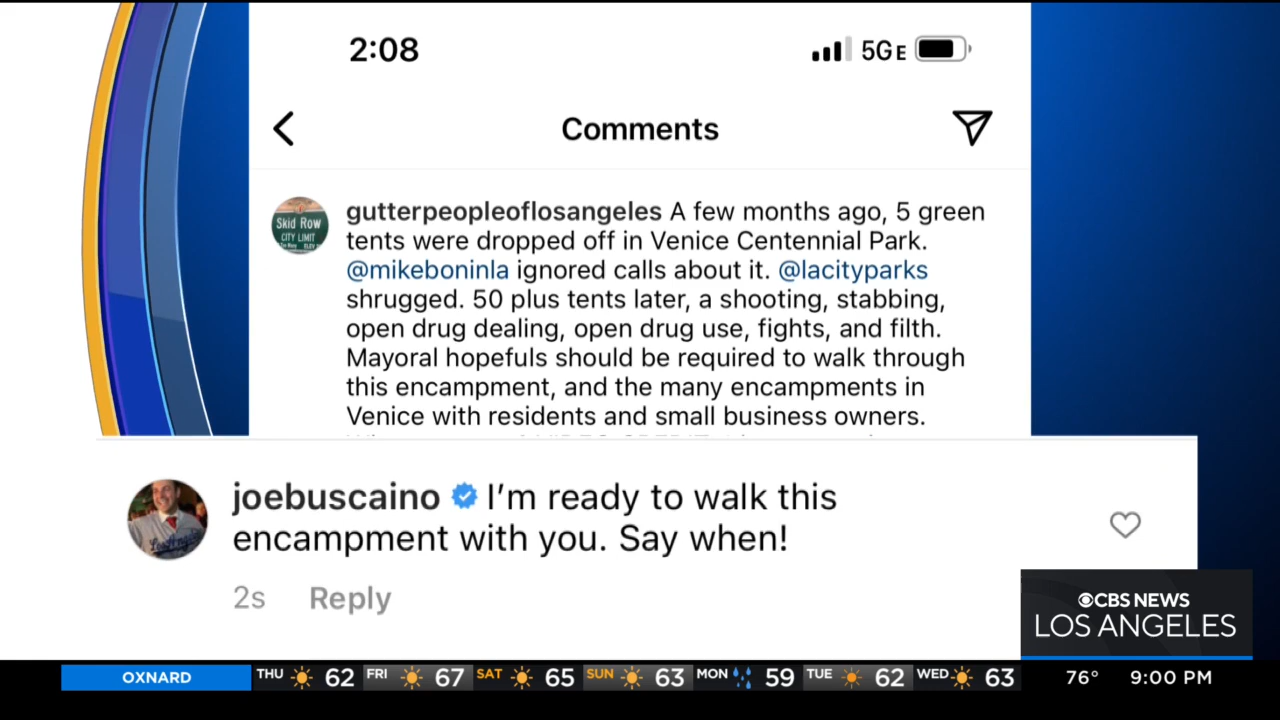 2:08
5GE
Comments
Skid Row
CITY LIMIT
gutterpeopleoflosangeles A few months ago, 5 green
tents were dropped off in Venice Centennial Park.
@mikeboninla ignored calls about it. @lacityparks
shrugged. 50 plus tents later, a shooting, stabbing,
open drug dealing, open drug use, fights, and filth.
Mayoral hopefuls should be required to walk through
this encampment, and the many encampments in
Venice with residents and small business owners.
joebuscaino I'm ready to walk this
encampment with you. Say when!
2s Reply
CBS NEWS
LOS ANGELES
OXNARD THU 62 FRI 67 SAT 65 SUN 63 MON 59 TUE 62 WED 63 76° 9:00 PM